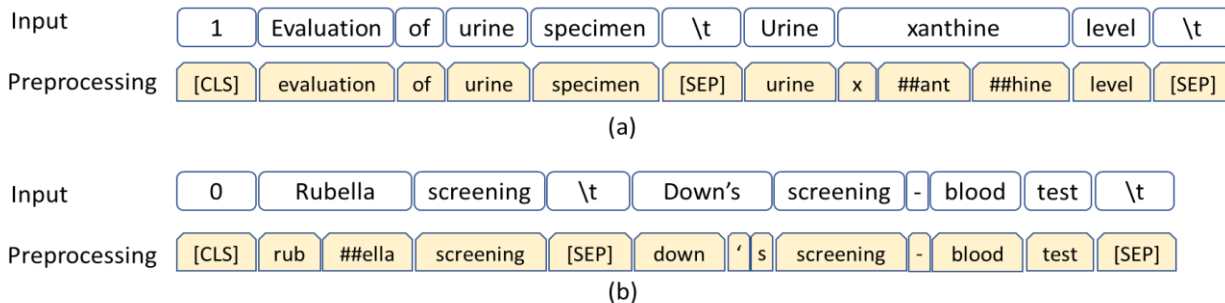 Input 1 Evaluation of urine specimen \t Urine xanthine level \t
Preprocessing [CLS] evaluation of urine specimen [SEP] urine x ##ant ##hine level [SEP]
(a)
Input 0 Rubella screening \t Down’s screening - blood test \t
Preprocessing [CLS] rub ##ella screening [SEP] down ‘ s screening - blood test [SEP]
(b)